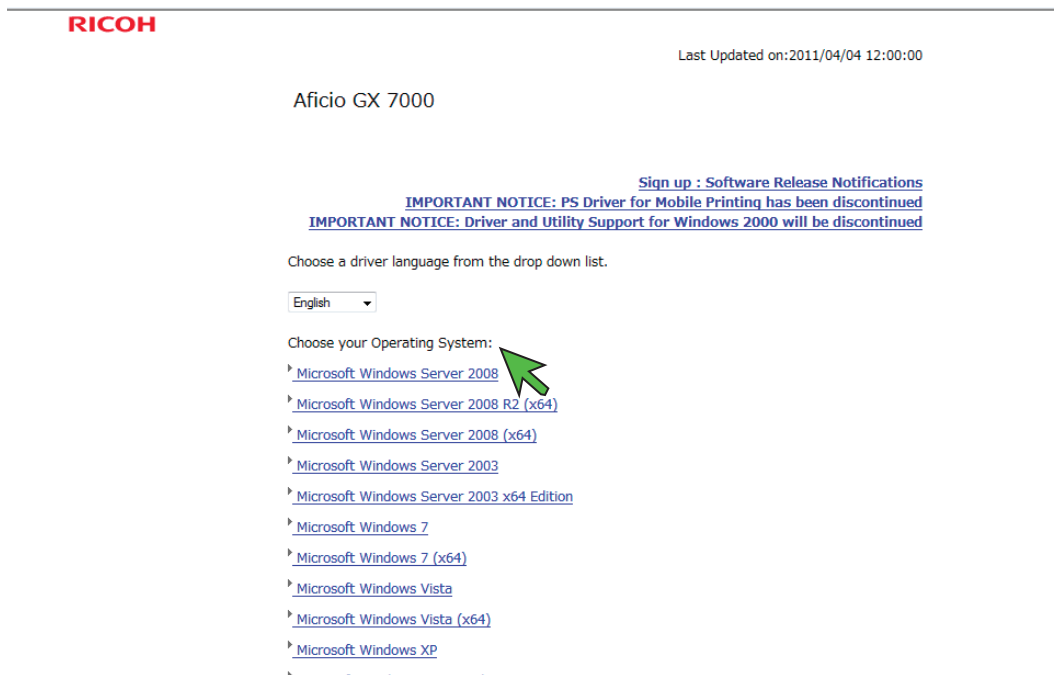 RICOH
Last Updated on:2011/04/04 12:00:00
Aficio GX 7000
Sign up : Software Release Notifications
IMPORTANT NOTICE: PS Driver for Mobile Printing has been discontinued
IMPORTANT NOTICE: Driver and Utility Support for Windows 2000 will be discontinued
Choose a driver language from the drop down list.
English
Choose your Operating System:
Microsoft Windows Server 2008
Microsoft Windows Server 2008 R2 (x64)
Microsoft Windows Server 2008 (x64)
Microsoft Windows Server 2003
Microsoft Windows Server 2003 x64 Edition
Microsoft Windows 7
Microsoft Windows 7 (x64)
Microsoft Windows Vista
Microsoft Windows Vista (x64)
Microsoft Windows XP